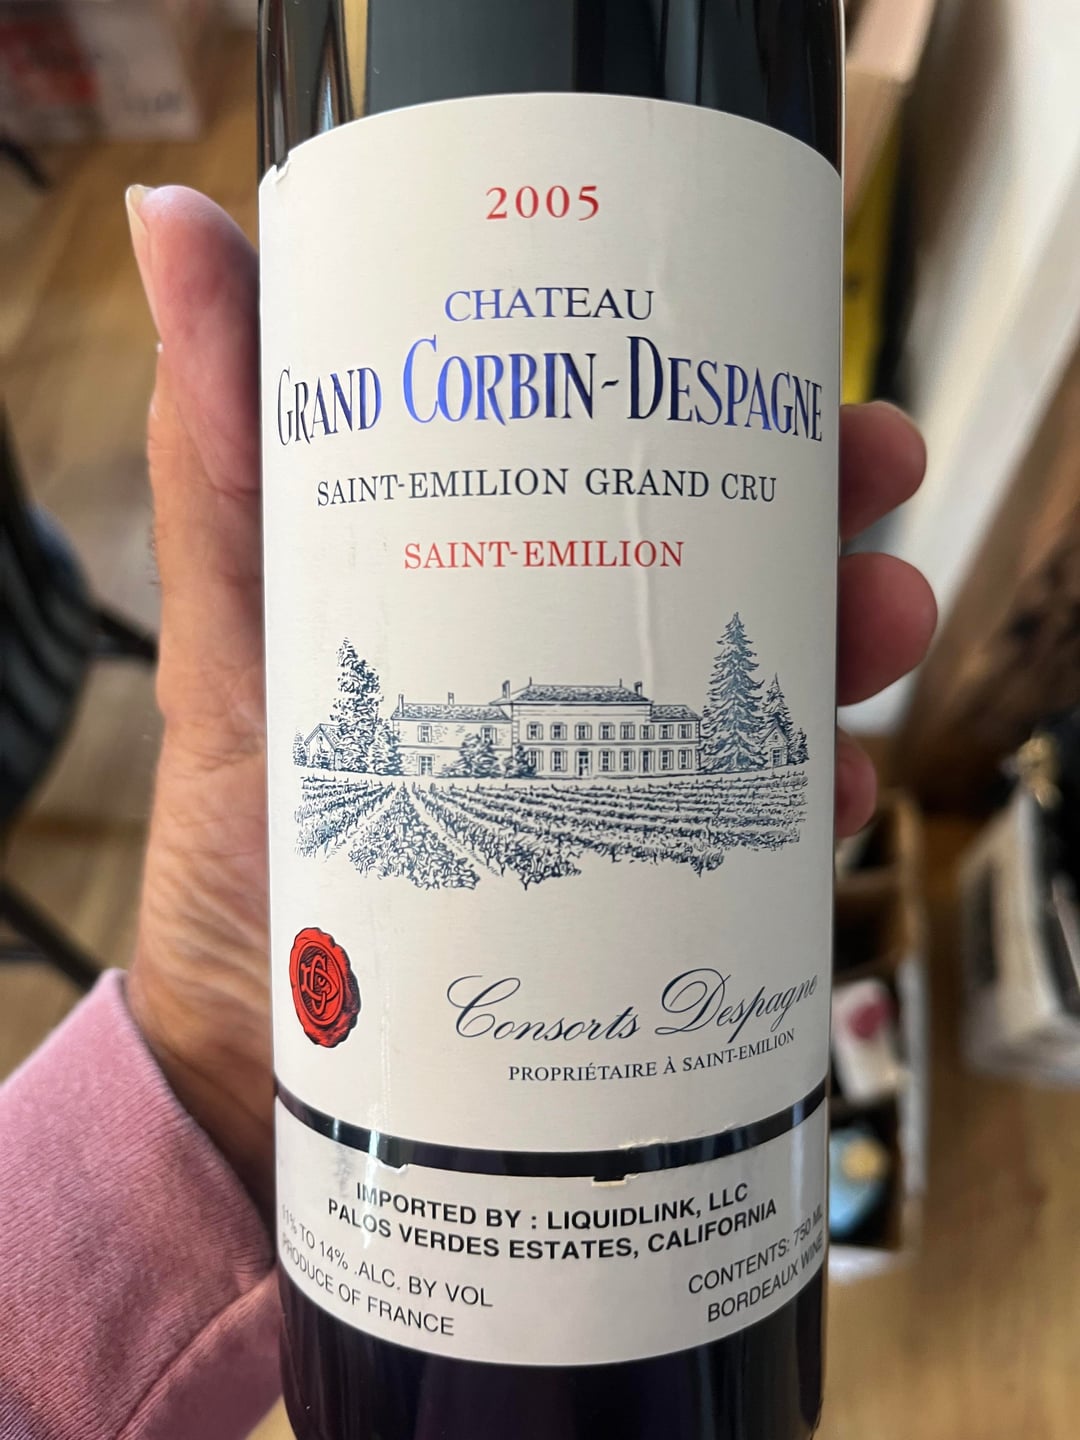 2005
CHATEAU
GRAND CORBIN-DESPAGNE
SAINT-EMILION GRAND CRU
SAINT-EMILION
Consorts Despagne
PROPRIÉTAIRE À SAINT-EMILION
IMPORTED BY : LIQUIDLINK, LLC
PALOS VERDES ESTATES, CALIFORNIA
11% TO 14% .ALC. BY VOL
PRODUCE OF FRANCE
CONTENTS: 750 ML
BORDEAUX WINE